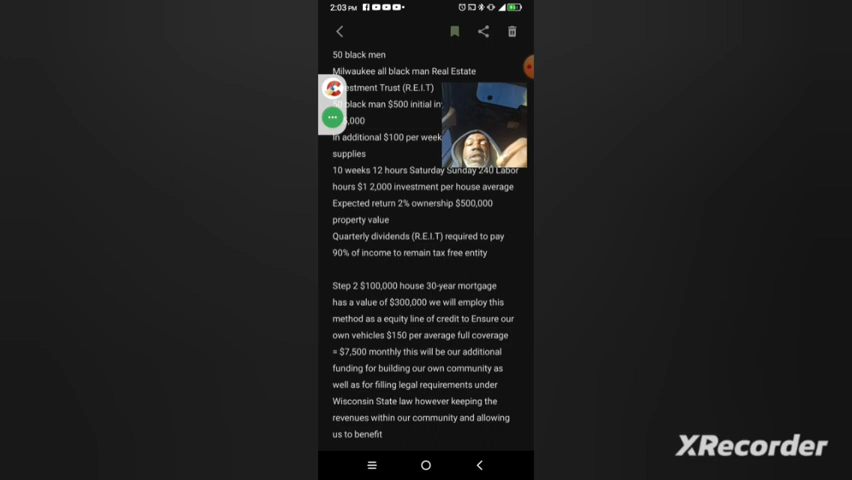 2:03 PM
50 black men
Milwaukee all black man Real Estate
estment Trust (R.E.I.T)
black man $500 initial in
,000
In additional $100 per week
supplies
10 weeks 12 hours Saturday Sunday 240 Labor
hours $1 2,000 investment per house average
Expected return 2% ownership $500,000
property value
Quarterly dividends (R.E.I.T) required to pay
90% of income to remain tax free entity
Step 2 $100,000 house 30-year mortgage
has a value of $300,000 we will employ this
method as a equity line of credit to Ensure our
own vehicles $150 per average full coverage
= $7,500 monthly this will be our additional
funding for building our own community as
well as for filling legal requirements under
Wisconsin State law however keeping the
revenues within our community and allowing
us to benefit
XRecorder